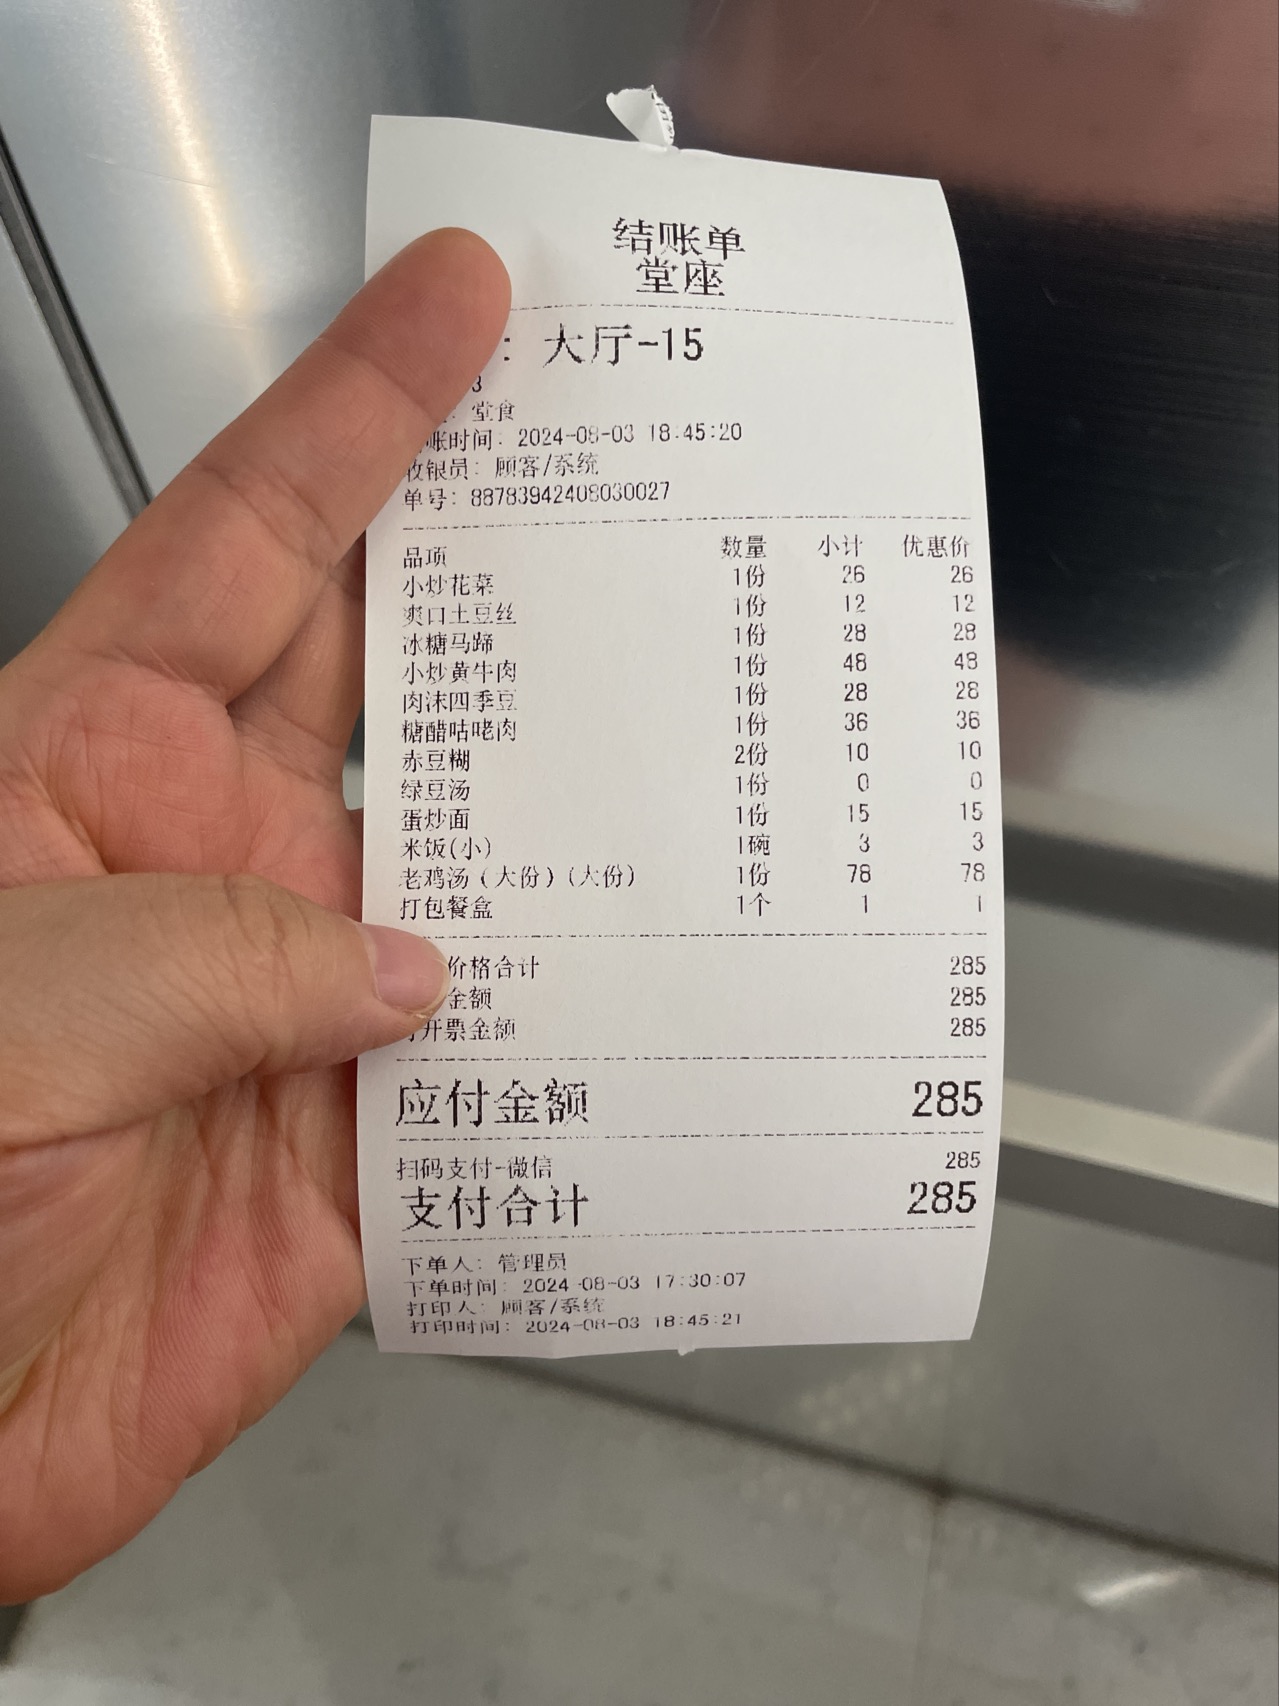 结账单
堂座
: 大厅-15
3
: 堂食
账时间: 2024-08-03 18:45:20
收银员: 顾客/系统
单号: 88783942408030027
品项 数量 小计 优惠价
小炒花菜 1份 26 26
爽口土豆丝 1份 12 12
冰糖马蹄 1份 28 28
小炒黄牛肉 1份 48 48
肉沫四季豆 1份 28 28
糖醋咕咾肉 1份 36 36
赤豆糊 2份 10 10
绿豆汤 1份 0 0
蛋炒面 1份 15 15
米饭(小) 1碗 3 3
老鸡汤(大份)(大份) 1份 78 78
打包餐盒 1个 1 1
价格合计 285
金额 285
开票金额 285
应付金额 285
扫码支付-微信 285
支付合计 285
下单人: 管理员
下单时间: 2024-08-03 17:30:07
打印人: 顾客/系统
打印时间: 2024-08-03 18:45:21